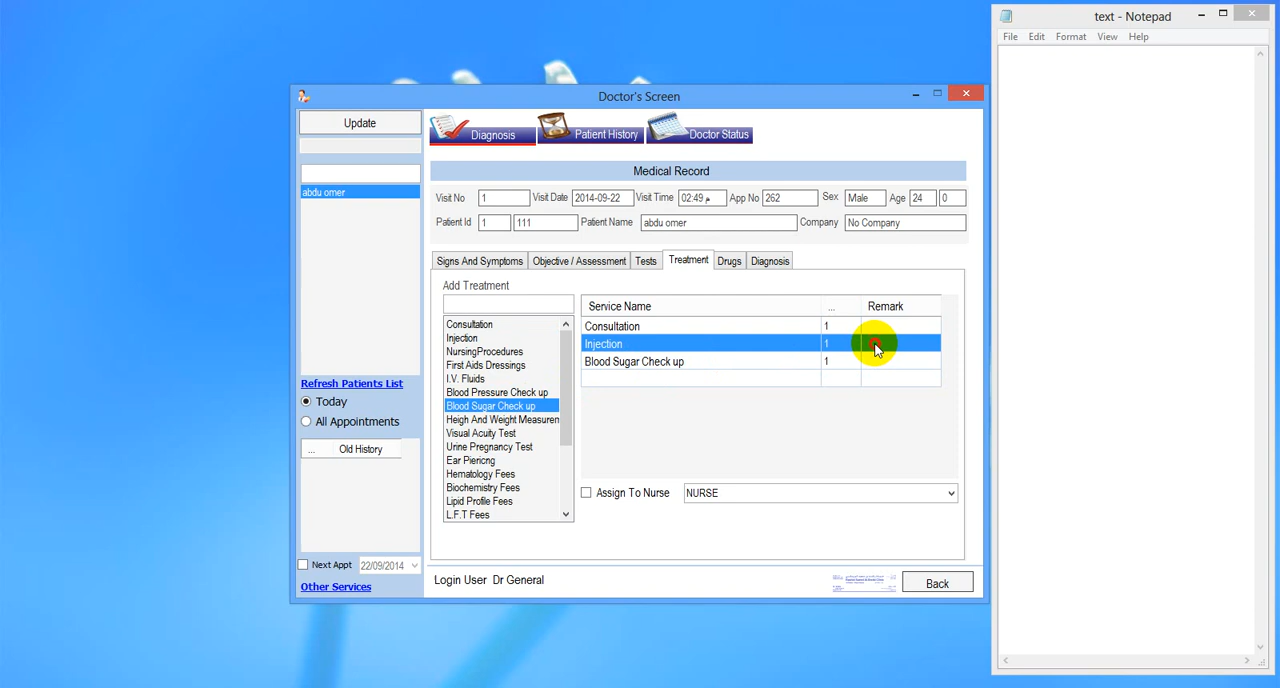 text - Notepad
File Edit Format View Help
Doctor's Screen
Update
Diagnosis Patient History Doctor Status
Medical Record
abdu omer
Visit No 1 Visit Date 2014-09-22 Visit Time 02:49 م App No 262 Sex Male Age 24 0
Patient Id 1 111 Patient Name abdu omer Company No Company
Signs And Symptoms Objective / Assessment Tests Treatment Drugs Diagnosis
Add Treatment
Service Name ... Remark
Consultation 1
Injection 1
Blood Sugar Check up 1
Consultation
Injection
NursingProcedures
First Aids Dressings
I.V. Fluids
Blood Pressure Check up
Blood Sugar Check up
Heigh And Weight Measuren
Visual Acuity Test
Urine Pregnancy Test
Ear Piericng
Hematology Fees
Biochemistry Fees
Lipid Profile Fees
L.F.T Fees
Assign To Nurse NURSE
Refresh Patients List
Today
All Appointments
... Old History
Next Appt 22/09/2014
Other Services
Login User Dr General
Back